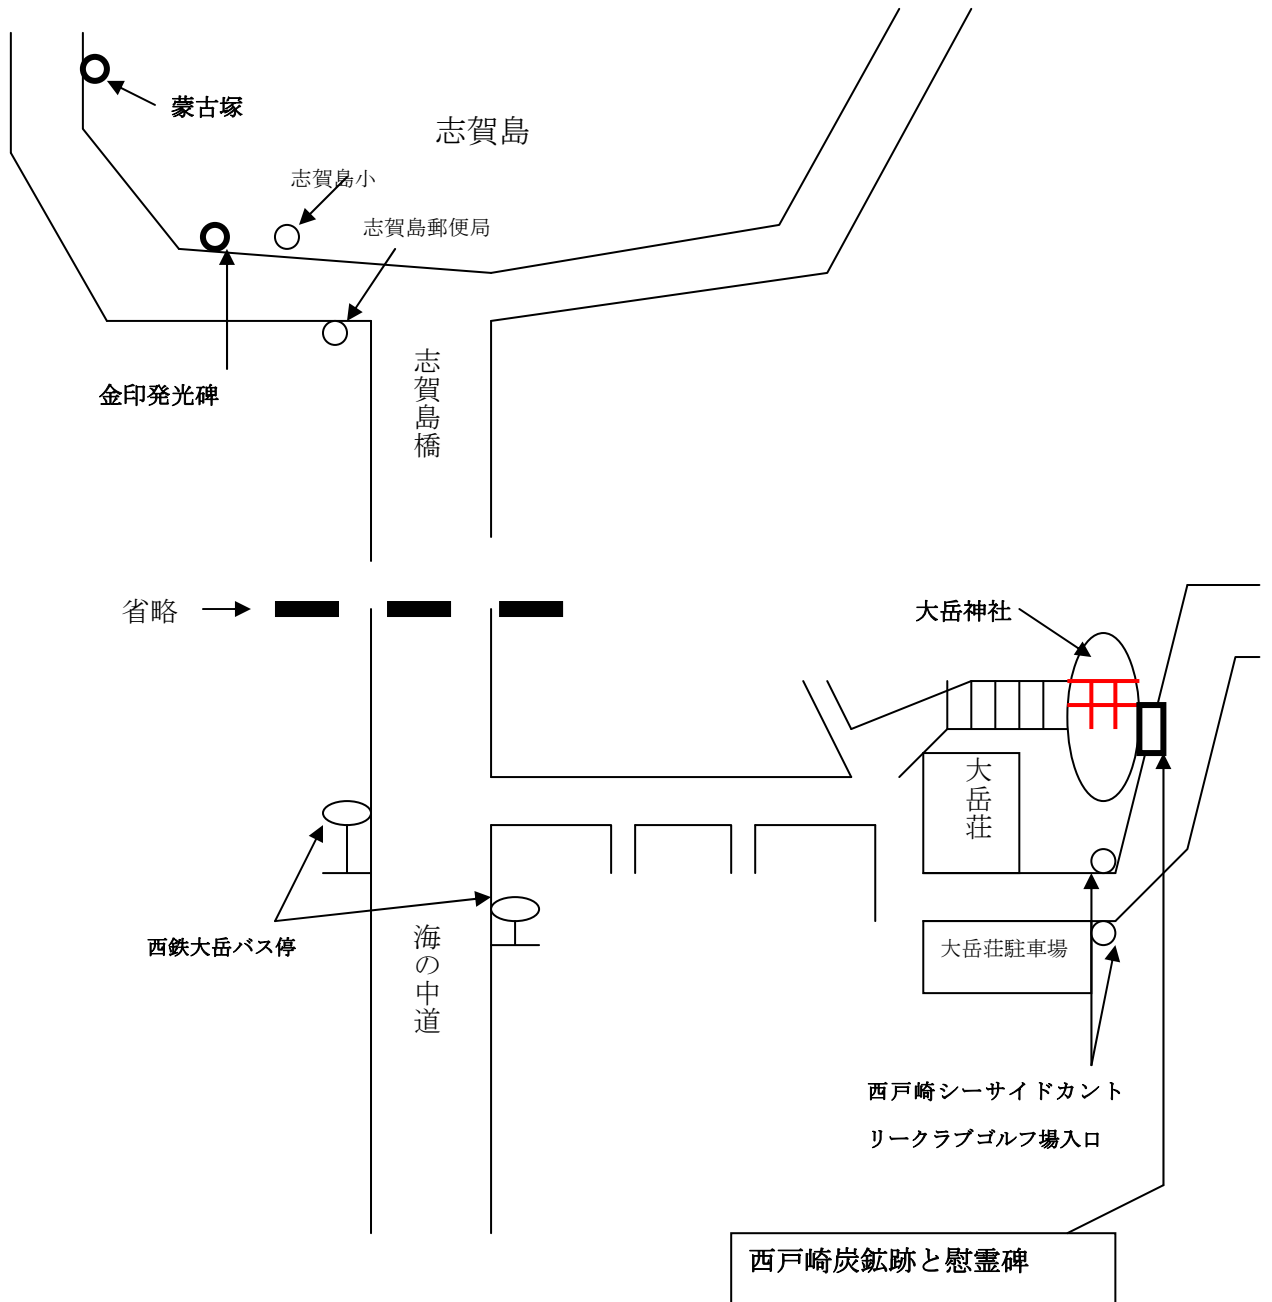 蒙古塚
志賀島
志賀島小
志賀島郵便局
志賀島橋
金印発光碑
省略
大岳神社
大岳荘
西鉄大岳バス停
海の中道
大岳荘駐車場
西戸崎シーサイドカント
リークラブゴルフ場入口
西戸崎炭鉱跡と慰霊碑